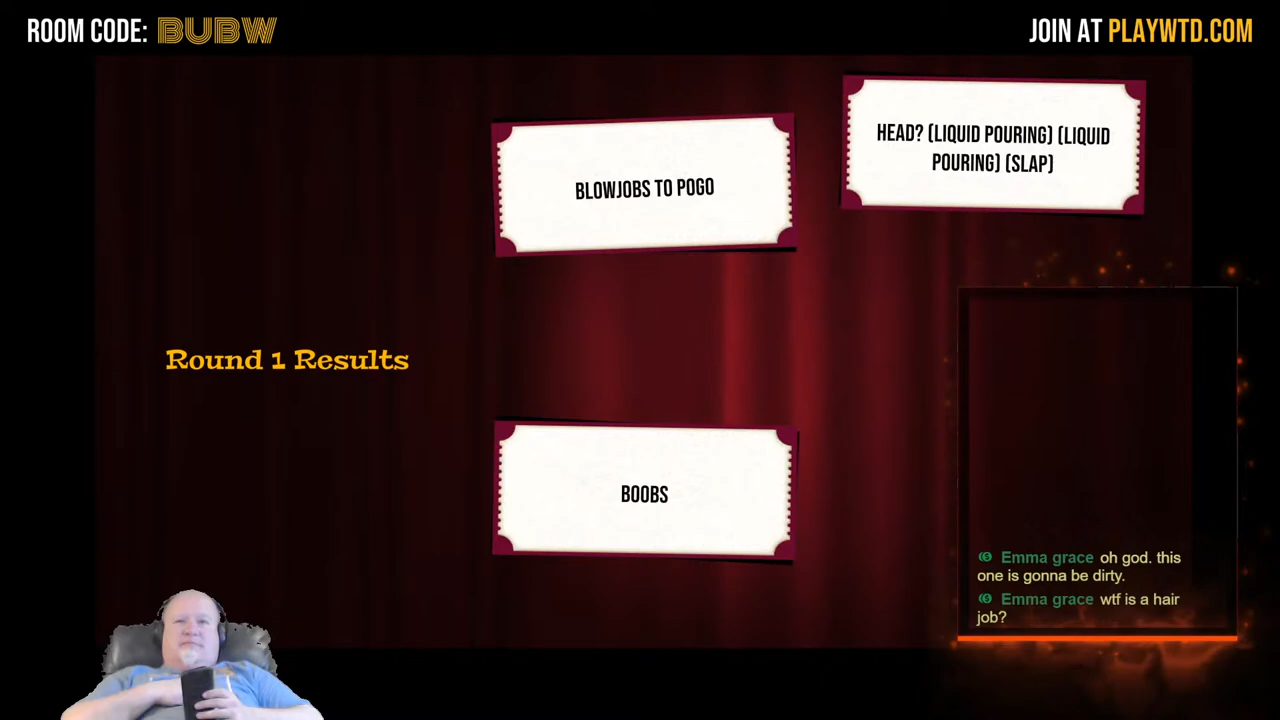 ROOM CODE: BUBW
JOIN AT PLAYWTD.COM
HEAD? (LIQUID POURING) (LIQUID
POURING) (SLAP)
BLOWJOBS TO POGO
Round 1 Results
BOOBS
Emma grace oh god. this
one is gonna be dirty.
Emma grace wtf is a hair
job?